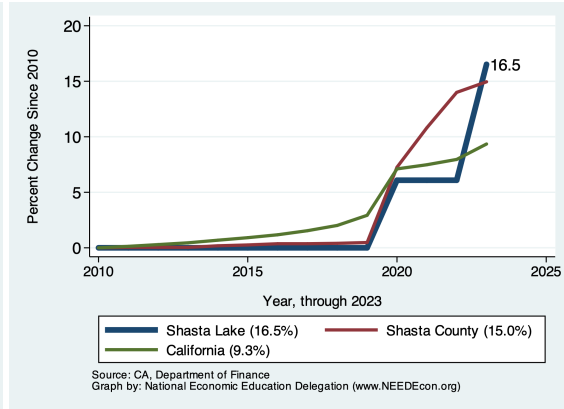 Percent Change Since 2010
20
15
10
5
0
16.5
2010 2015 2020 2025
Year, through 2023
Shasta Lake (16.5%) Shasta County (15.0%)
California (9.3%)
Source: CA, Department of Finance
Graph by: National Economic Education Delegation (www.NEEDEcon.org)